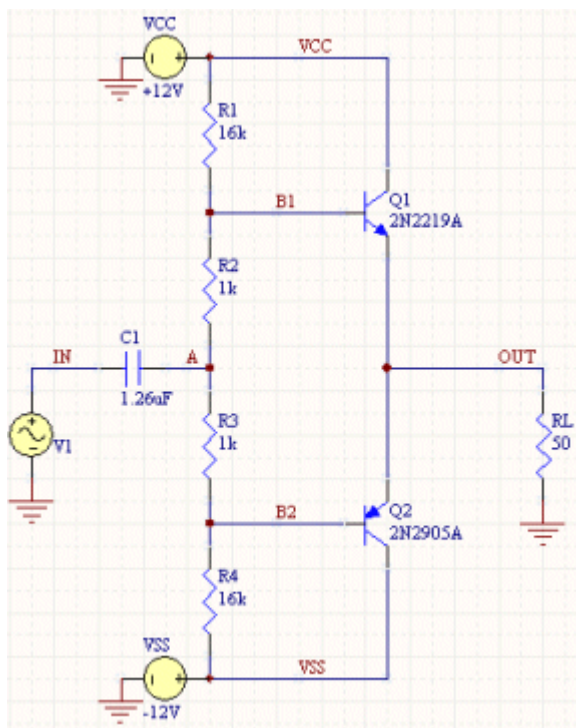 VCC
VCC
+12V
R1
16k
B1
Q1
2N2219A
R2
1k
C1
IN
A
OUT
1.26uF
R3
1k
RL
50
V1
B2
Q2
2N2905A
R4
16k
VSS
VSS
-12V